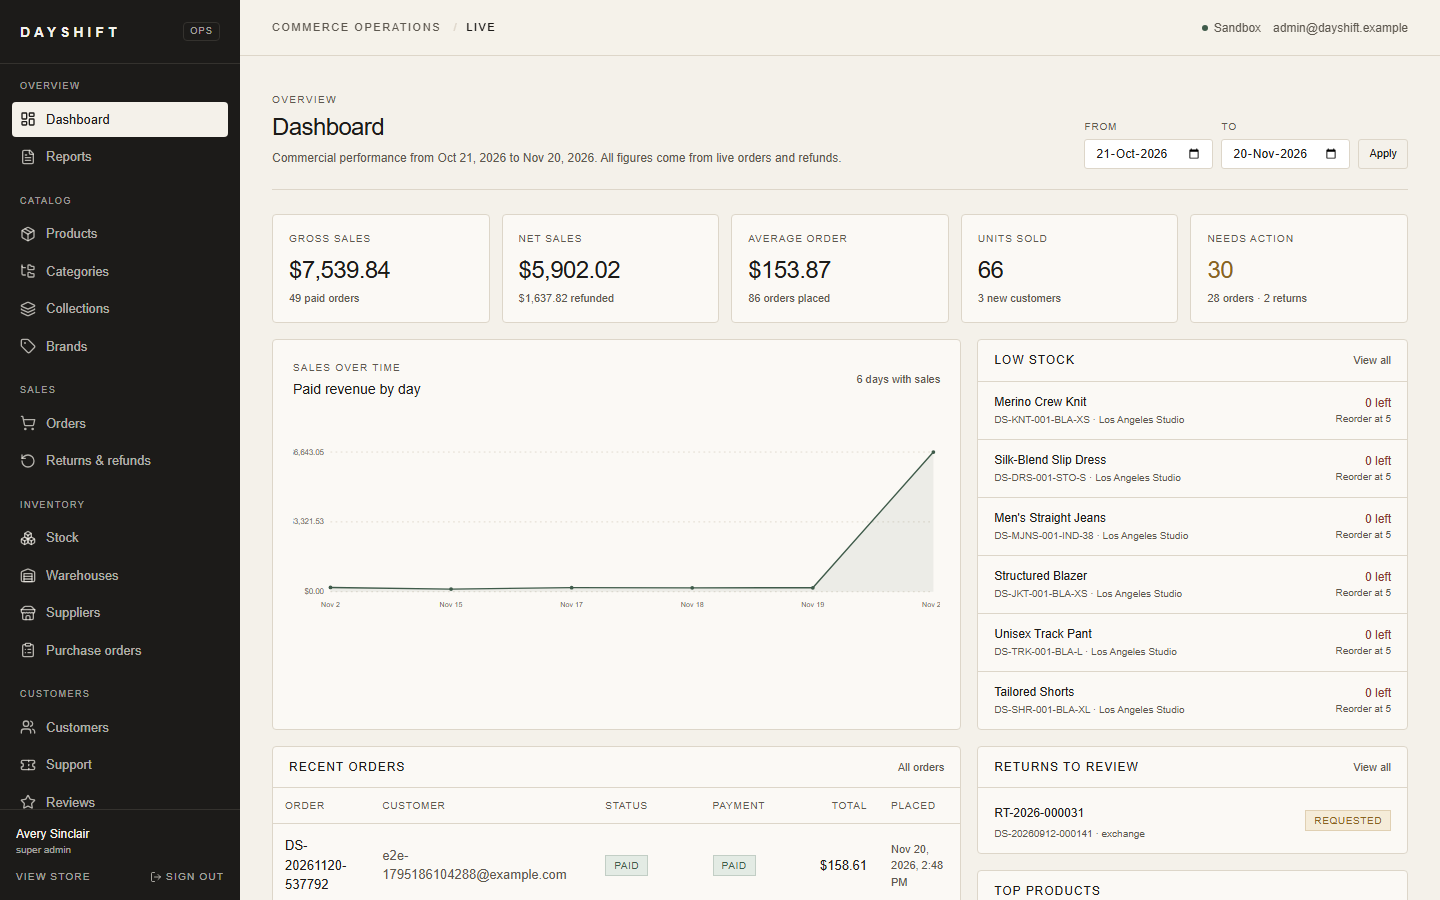 DAYSHIFT
OPS
OVERVIEW
Dashboard
Reports
CATALOG
Products
Categories
Collections
Brands
SALES
Orders
Returns & refunds
INVENTORY
Stock
Warehouses
Suppliers
Purchase orders
CUSTOMERS
Customers
Support
Reviews
Avery Sinclair
super admin
VIEW STORE
SIGN OUT
COMMERCE OPERATIONS / LIVE
Sandbox
admin@dayshift.example
OVERVIEW
Dashboard
Commercial performance from Oct 21, 2026 to Nov 20, 2026. All figures come from live orders and refunds.
FROM
TO
21-Oct-2026
20-Nov-2026
Apply
GROSS SALES
$7,539.84
49 paid orders
NET SALES
$5,902.02
$1,637.82 refunded
AVERAGE ORDER
$153.87
86 orders placed
UNITS SOLD
66
3 new customers
NEEDS ACTION
30
28 orders · 2 returns
SALES OVER TIME
Paid revenue by day
6 days with sales
6,643.05
3,321.53
$0.00
Nov 2
Nov 15
Nov 17
Nov 18
Nov 19
Nov 2
LOW STOCK
View all
Merino Crew Knit
0 left
DS-KNT-001-BLA-XS · Los Angeles Studio
Reorder at 5
Silk-Blend Slip Dress
0 left
DS-DRS-001-STO-S · Los Angeles Studio
Reorder at 5
Men's Straight Jeans
0 left
DS-MJNS-001-IND-38 · Los Angeles Studio
Reorder at 5
Structured Blazer
0 left
DS-JKT-001-BLA-XS · Los Angeles Studio
Reorder at 5
Unisex Track Pant
0 left
DS-TRK-001-BLA-L · Los Angeles Studio
Reorder at 5
Tailored Shorts
0 left
DS-SHR-001-BLA-XL · Los Angeles Studio
Reorder at 5
RECENT ORDERS
All orders
ORDER
CUSTOMER
STATUS
PAYMENT
TOTAL
PLACED
DS-
20261120-
537792
e2e-
1795186104288@example.com
PAID
PAID
$158.61
Nov 20,
2026, 2:48
PM
RETURNS TO REVIEW
View all
RT-2026-000031
DS-20260912-000141 · exchange
REQUESTED
TOP PRODUCTS